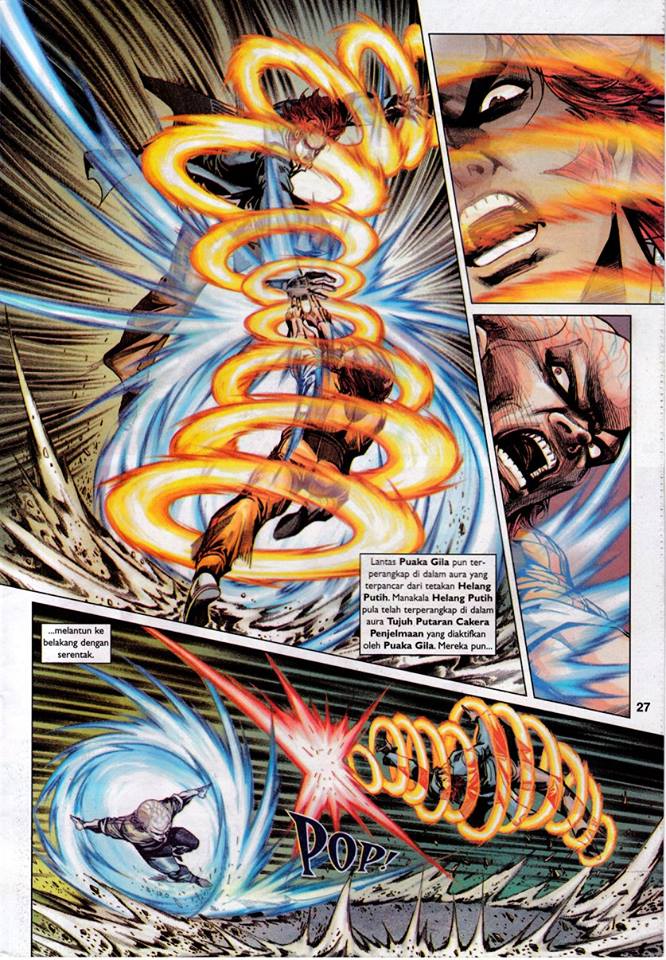 Lantas Puaka Gila pun ter-
perangkap di dalam aura yang
terpancar dari tetakan Helang
Putih. Manakala Helang Putih
pula telah terperangkap di dalam
aura Tujuh Putaran Cakera
Penjelmaan yang diaktifkan
oleh Puaka Gila. Mereka pun...
27
...melantun ke
belakang dengan
serentak.
POP!